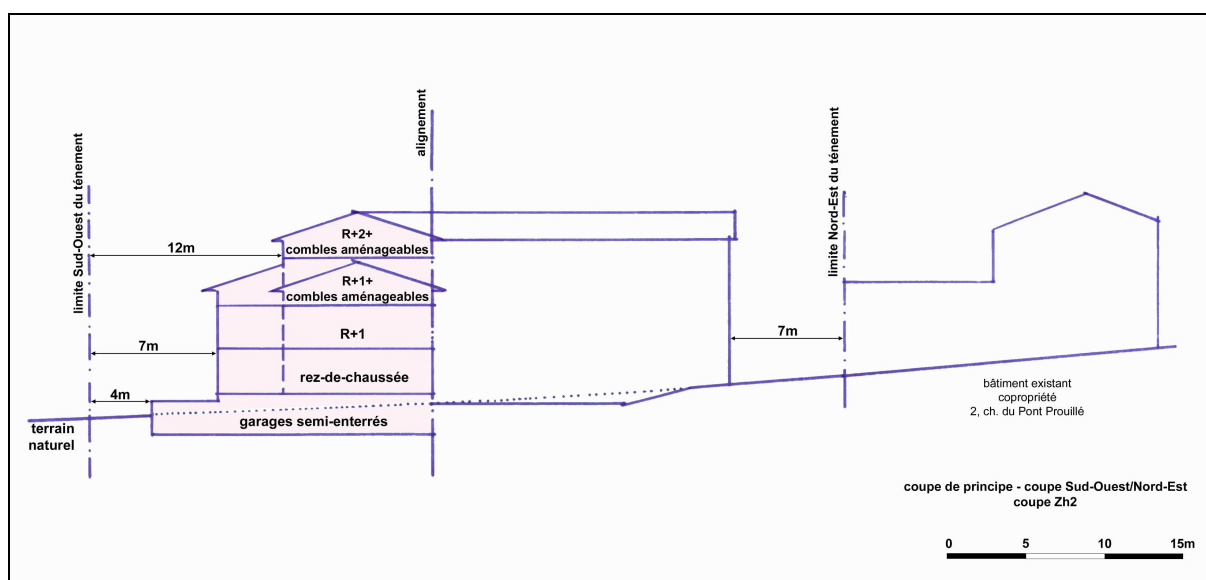 alignement
limite Sud-Ouest du ténement
limite Nord-Est du ténement
R+2+
combles aménageables
12m
R+1+
combles aménageables
R+1
7m
7m
rez-de-chaussée
4m
garages semi-enterrés
terrain
naturel
bâtiment existant
copropriété
2, ch. du Pont Prouillé
coupe de principe - coupe Sud-Ouest/Nord-Est
coupe Zh2
0 5 10 15m